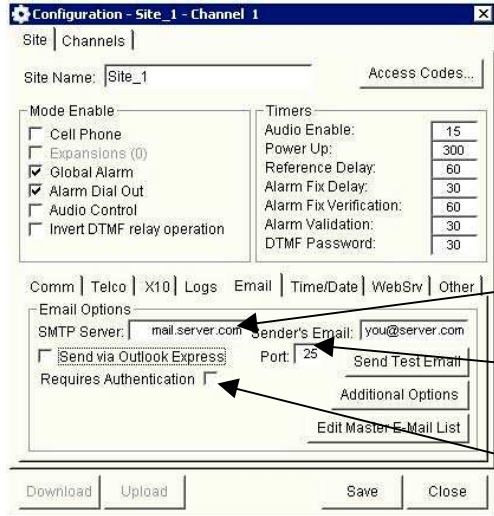 Configuration - Site_1 - Channel 1
Site Channels
Site Name: Site_1 Access Codes...
Mode Enable
Cell Phone
Expansions (0)
Global Alarm
Alarm Dial Out
Audio Control
Invert DTMF relay operation
Timers
Audio Enable: 15
Power Up: 300
Reference Delay: 60
Alarm Fix Delay: 30
Alarm Fix Verification: 60
Alarm Validation: 30
DTMF Password: 30
Comm Telco X10 Logs Email Time/Date WebSrv Other
Email Options
SMTP Server: mail.server.com Sender's Email: you@server.com
Send via Outlook Express Port: 25 Send Test Email
Requires Authentication
Additional Options
Edit Master E-Mail List
Download Upload Save Close